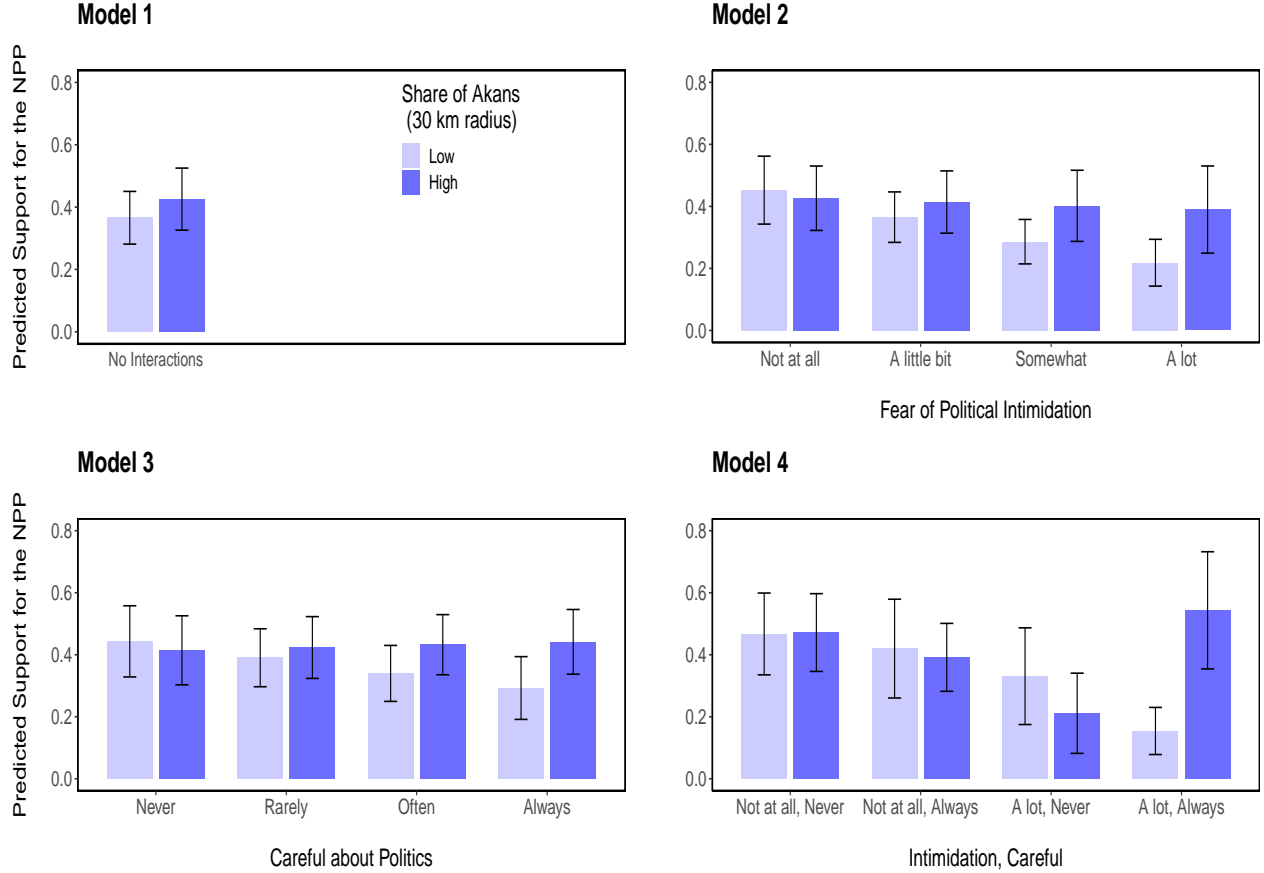 Model 1
Predicted Support for the NPP
0.8
0.6
0.4
0.2
0.0
Share of Akans
(30 km radius)
Low
High
No Interactions
Model 2
0.8
0.6
0.4
0.2
0.0
Not at all
A little bit
Somewhat
A lot
Fear of Political Intimidation
Model 3
Predicted Support for the NPP
0.8
0.6
0.4
0.2
0.0
Never
Rarely
Often
Always
Careful about Politics
Model 4
0.8
0.6
0.4
0.2
0.0
Not at all, Never
Not at all, Always
A lot, Never
A lot, Always
Intimidation, Careful